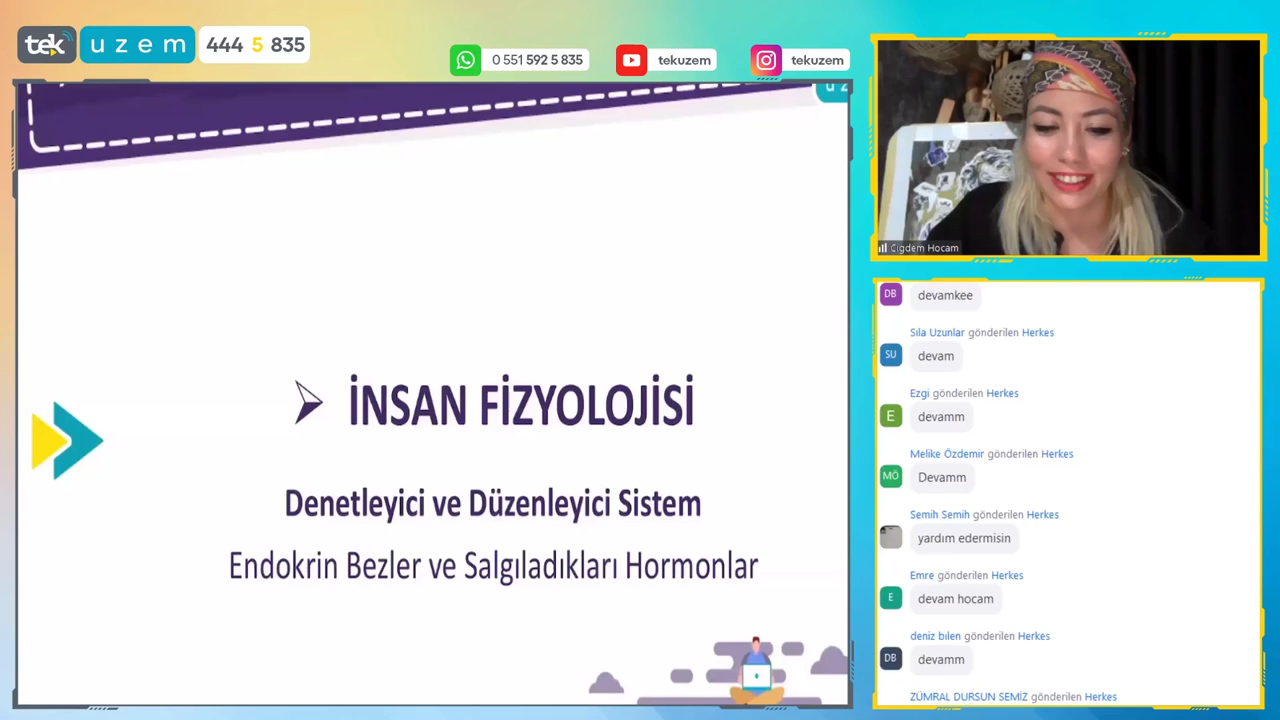 tek uzem 444 5 835
0 551 592 5 835
tekuzem
tekuzem
u z
İNSAN FİZYOLOJİSİ
Denetleyici ve Düzenleyici Sistem
Endokrin Bezler ve Salgıladıkları Hormonlar
Çigdem Hocam
DB devamkee
Sıla Uzunlar gönderilen Herkes
SU devam
Ezgi gönderilen Herkes
E devamm
Melike Özdemir gönderilen Herkes
MÖ Devamm
Semih Semih gönderilen Herkes
yardım edermisin
Emre gönderilen Herkes
E devam hocam
deniz bılen gönderilen Herkes
DB devamm
ZÜMRAL DURSUN SEMİZ gönderilen Herkes